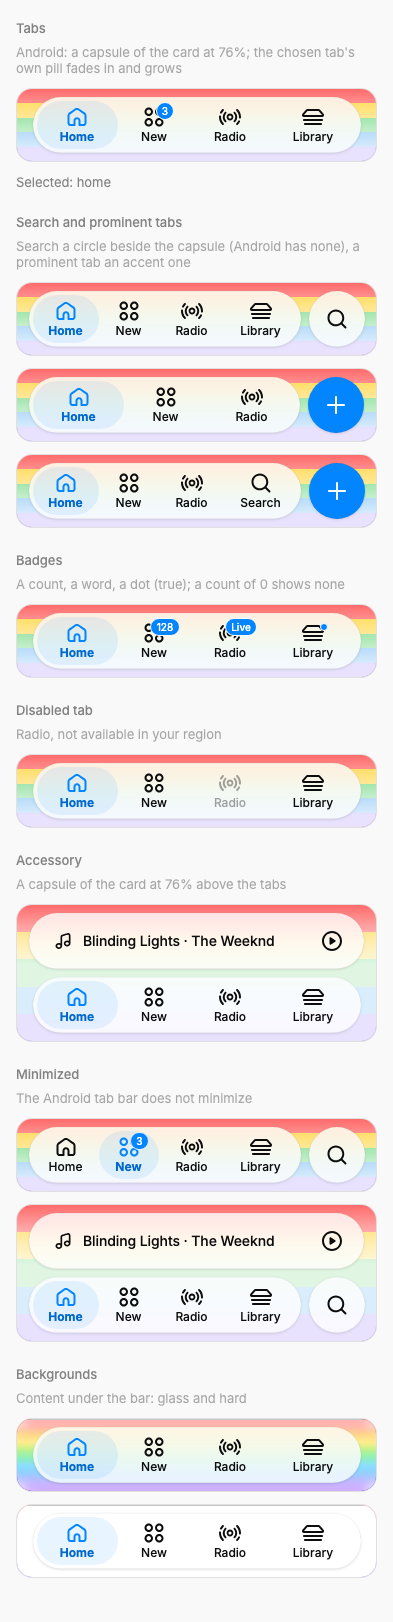 Tabs
Android: a capsule of the card at 76%; the chosen tab's
own pill fades in and grows
3
Home New Radio Library
Selected: home
Search and prominent tabs
Search a circle beside the capsule (Android has none), a
prominent tab an accent one
Home New Radio Library
Home New Radio
Home New Radio Search
Badges
A count, a word, a dot (true); a count of 0 shows none
128 Live
Home New Radio Library
Disabled tab
Radio, not available in your region
Home New Radio Library
Accessory
A capsule of the card at 76% above the tabs
Blinding Lights · The Weeknd
Home New Radio Library
Minimized
The Android tab bar does not minimize
3
Home New Radio Library
Blinding Lights · The Weeknd
Home New Radio Library
Backgrounds
Content under the bar: glass and hard
Home New Radio Library
Home New Radio Library